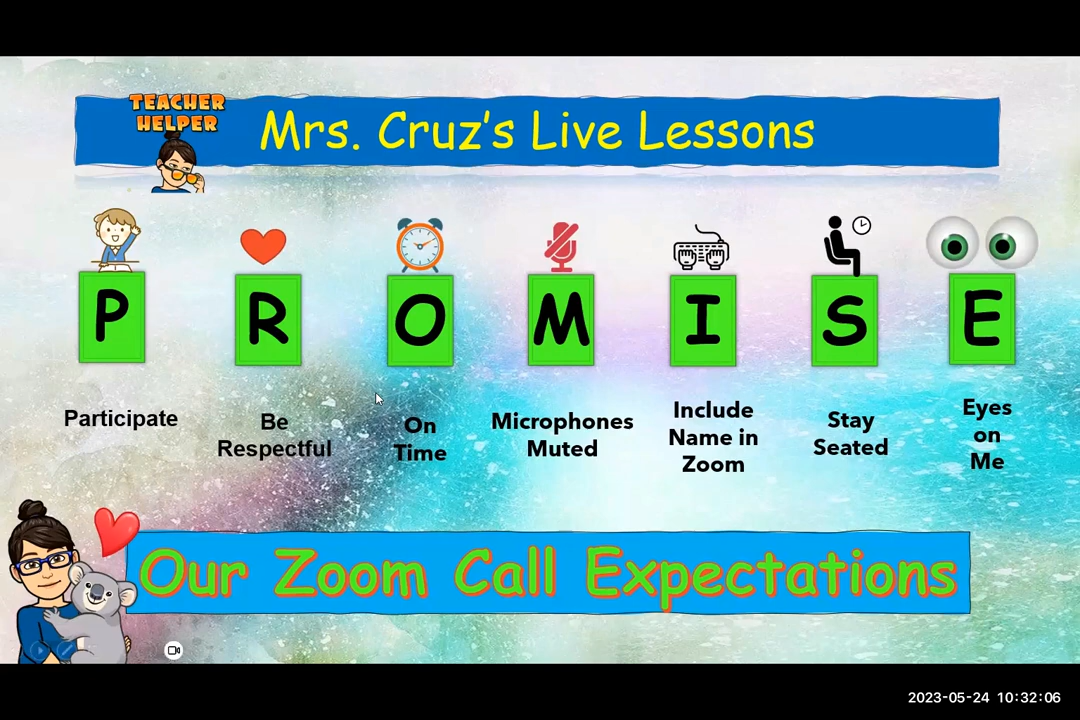 TEACHER
HELPER
Mrs. Cruz's Live Lessons
P R O M I S E
Participate
Be
Respectful
On
Time
Microphones
Muted
Include
Name in
Zoom
Stay
Seated
Eyes
on
Me
Our Zoom Call Expectations
2023-05-24 10:32:06